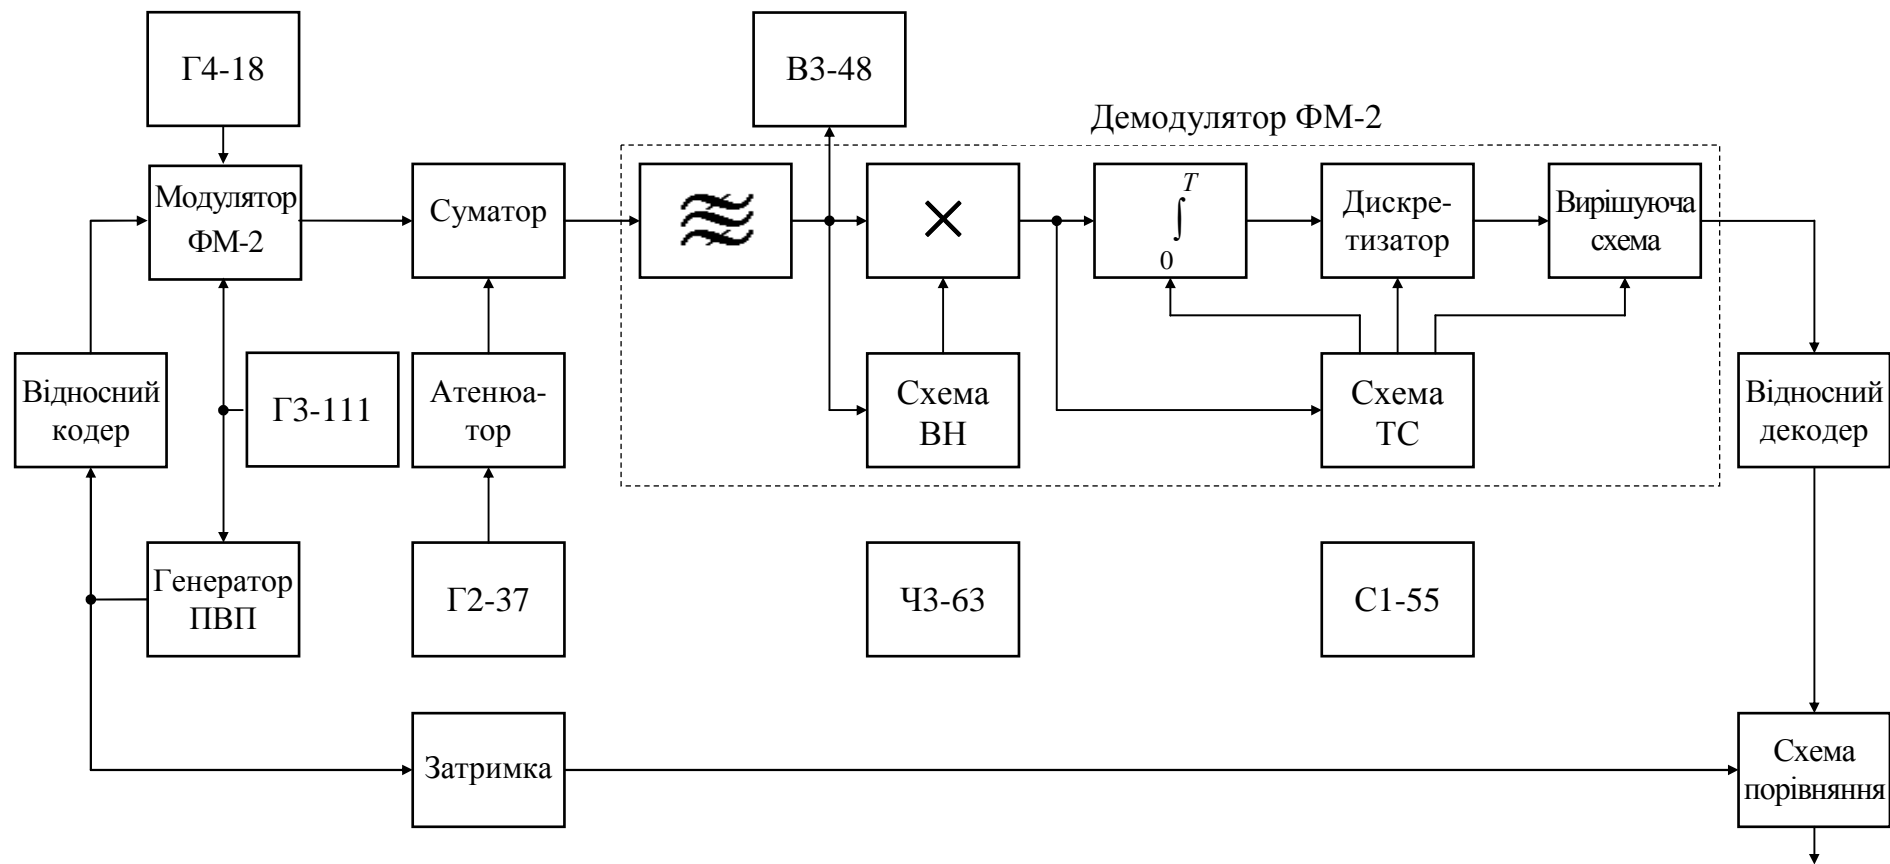 Г4-18
В3-48
Демодулятор ФМ-2
Модулятор
ФМ-2
Суматор
×
T
∫
0
Дискре-
тизатор
Вирішуюча
схема
Відносний
кодер
Г3-111
Атенюа-
тор
Схема
ВН
Схема
ТС
Відносний
декодер
Генератор
ПВП
Г2-37
Ч3-63
С1-55
Затримка
Схема
порівняння